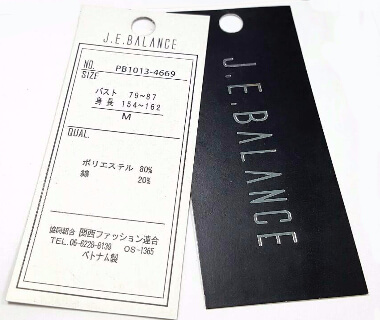 J.E.BALANCE
NO. PB1013-4669
SIZE
バスト 79~87
身長 154~162
M
QUAL.
ポリエステル 80%
綿 20%
協同組合 関西ファッション連合
TEL.06-6228-6139 OS-1365
ベトナム製
J.E.BALANCE